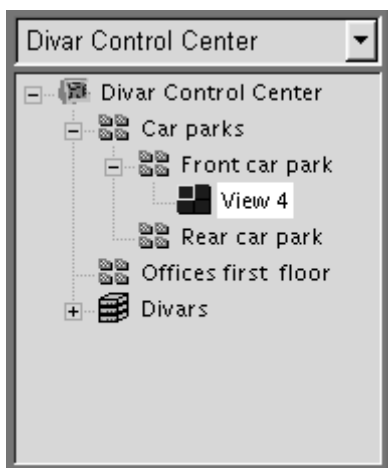 Divar Control Center
Divar Control Center
Car parks
Front car park
View 4
Rear car park
Offices first floor
Divars